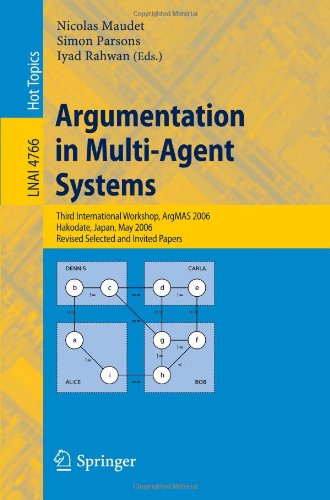 Nicolas Maudet
Simon Parsons
Iyad Rahwan (Eds.)
Hot Topics
LNAI 4766
Argumentation
in Multi-Agent
Systems
Third International Workshop, ArgMAS 2006
Hakodate, Japan, May 2006
Revised Selected and Invited Papers
DENNIS
CARLA
b
c
d
e
a
g
f
i
h
ALICE
BOB
Springer